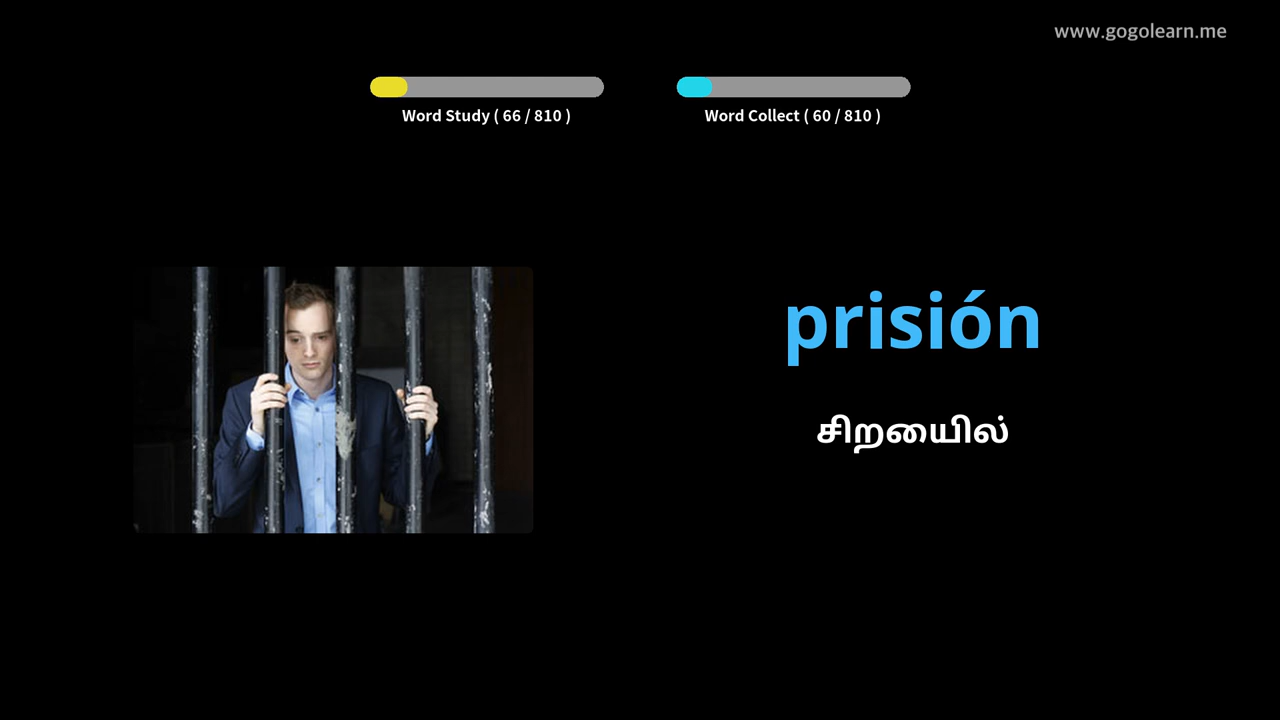 www.gogolearn.me
Word Study ( 66 / 810 )
Word Collect ( 60 / 810 )
prisión
சிறையில்